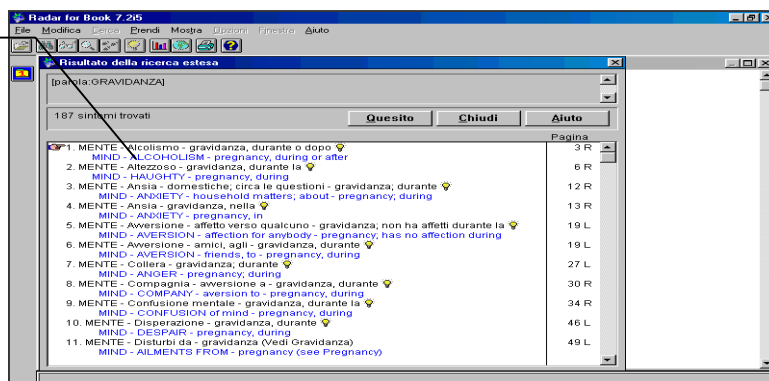 Radar for Book 7.2i5
File Modifica Cerca Prendi Mostra Opzioni Finestra Aiuto
Risultato della ricerca estesa
[parola:GRAVIDANZA]
187 sintomi trovati Quesito Chiudi Aiuto
Pagina
1. MENTE - Alcolismo - gravidanza, durante o dopo 3 R
MIND - ALCOHOLISM - pregnancy, during or after
2. MENTE - Altezzoso - gravidanza, durante la 6 R
MIND - HAUGHTY - pregnancy, during
3. MENTE - Ansia - domestiche; circa le questioni - gravidanza; durante 12 R
MIND - ANXIETY - household matters; about - pregnancy; during
4. MENTE - Ansia - gravidanza, nella 13 R
MIND - ANXIETY - pregnancy, in
5. MENTE - Avversione - affetto verso qualcuno - gravidanza; non ha affetti durante la 19 L
MIND - AVERSION - affection for anybody - pregnancy; has no affection during
6. MENTE - Avversione - amici, agli - gravidanza, durante 19 L
MIND - AVERSION - friends, to - pregnancy, during
7. MENTE - Collera - gravidanza; durante 27 L
MIND - ANGER - pregnancy; during
8. MENTE - Compagnia - avversione a - gravidanza, durante 30 R
MIND - COMPANY - aversion to - pregnancy, during
9. MENTE - Confusione mentale - gravidanza, durante la 34 R
MIND - CONFUSION of mind - pregnancy, during
10. MENTE - Disperazione - gravidanza, durante 46 L
MIND - DESPAIR - pregnancy, during
11. MENTE - Disturbi da - gravidanza (Vedi Gravidanza) 49 L
MIND - AILMENTS FROM - pregnancy (see Pregnancy)